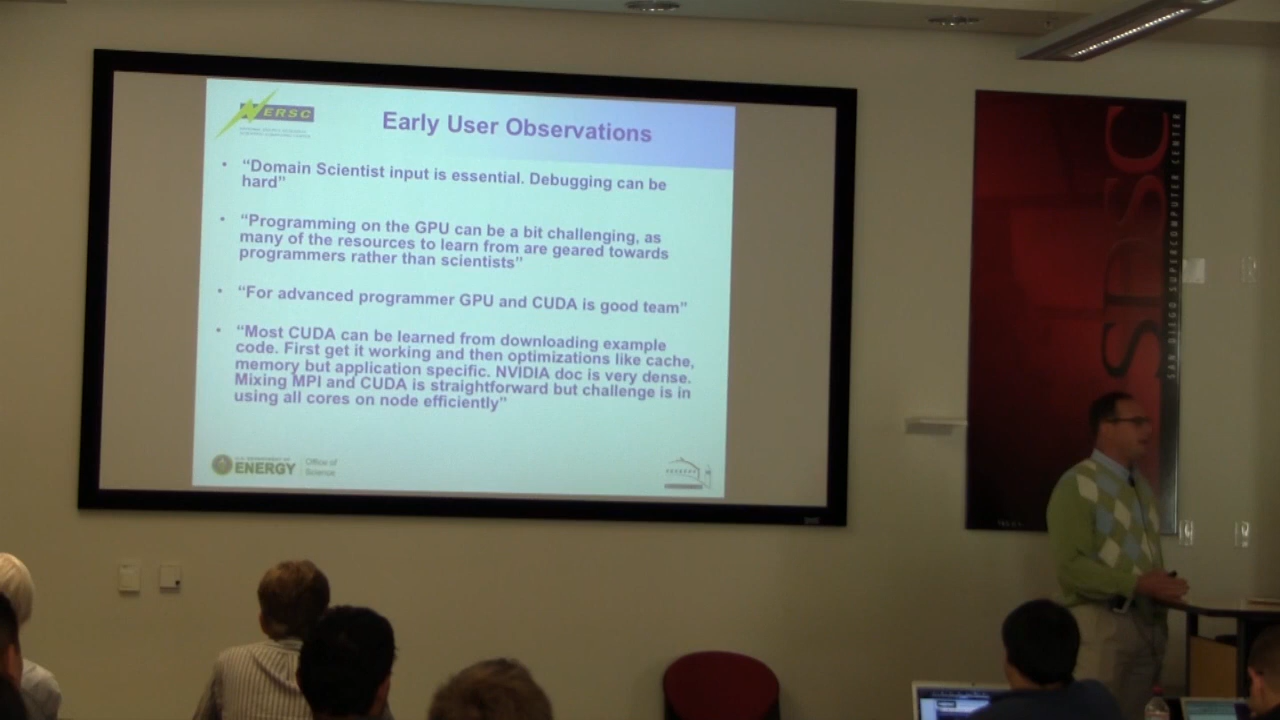 NERSC
Early User Observations
• “Domain Scientist input is essential. Debugging can be
hard”
• “Programming on the GPU can be a bit challenging, as
many of the resources to learn from are geared towards
programmers rather than scientists”
• “For advanced programmer GPU and CUDA is good team”
• “Most CUDA can be learned from downloading example
code. First get it working and then optimizations like cache,
memory but application specific. NVIDIA doc is very dense.
Mixing MPI and CUDA is straightforward but challenge is in
using all cores on node efficiently”
U.S. DEPARTMENT OF
ENERGY
Office of
Science
SDSC
SAN DIEGO SUPERCOMPUTER CENTER